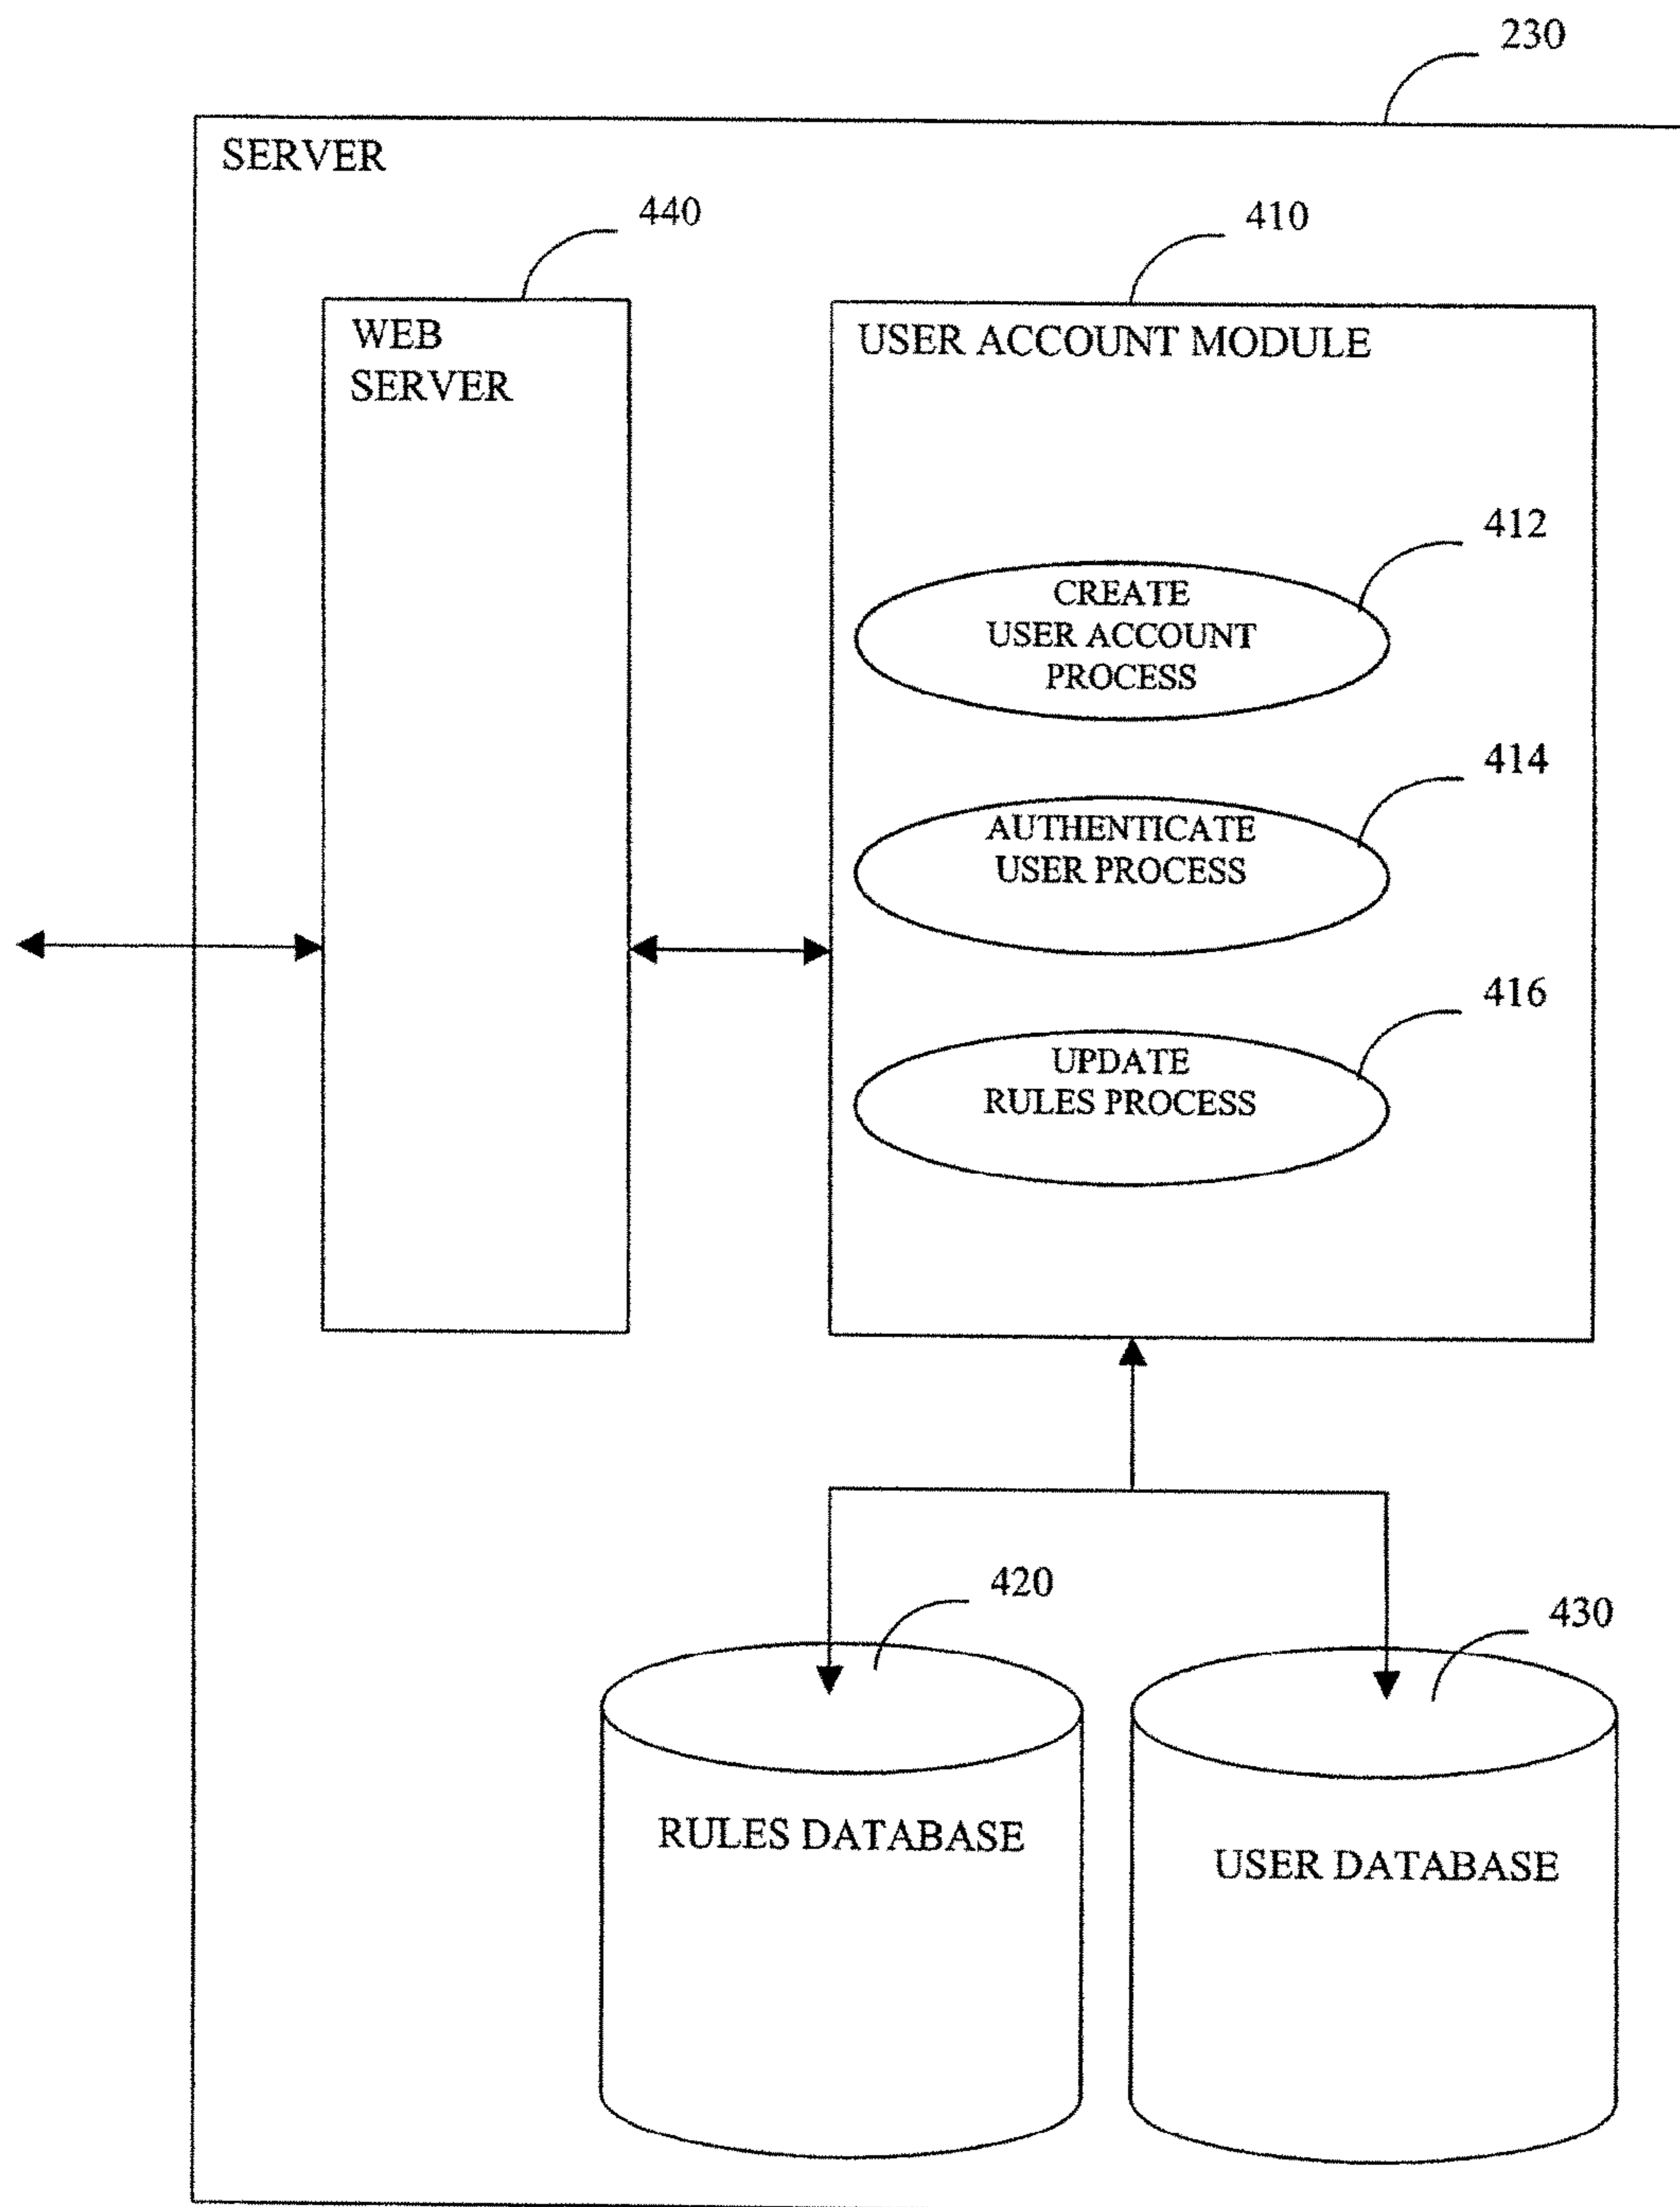 230
SERVER
440
410
WEB
SERVER
USER ACCOUNT MODULE
412
CREATE
USER ACCOUNT
PROCESS
414
AUTHENTICATE
USER PROCESS
416
UPDATE
RULES PROCESS
420
430
RULES DATABASE
USER DATABASE